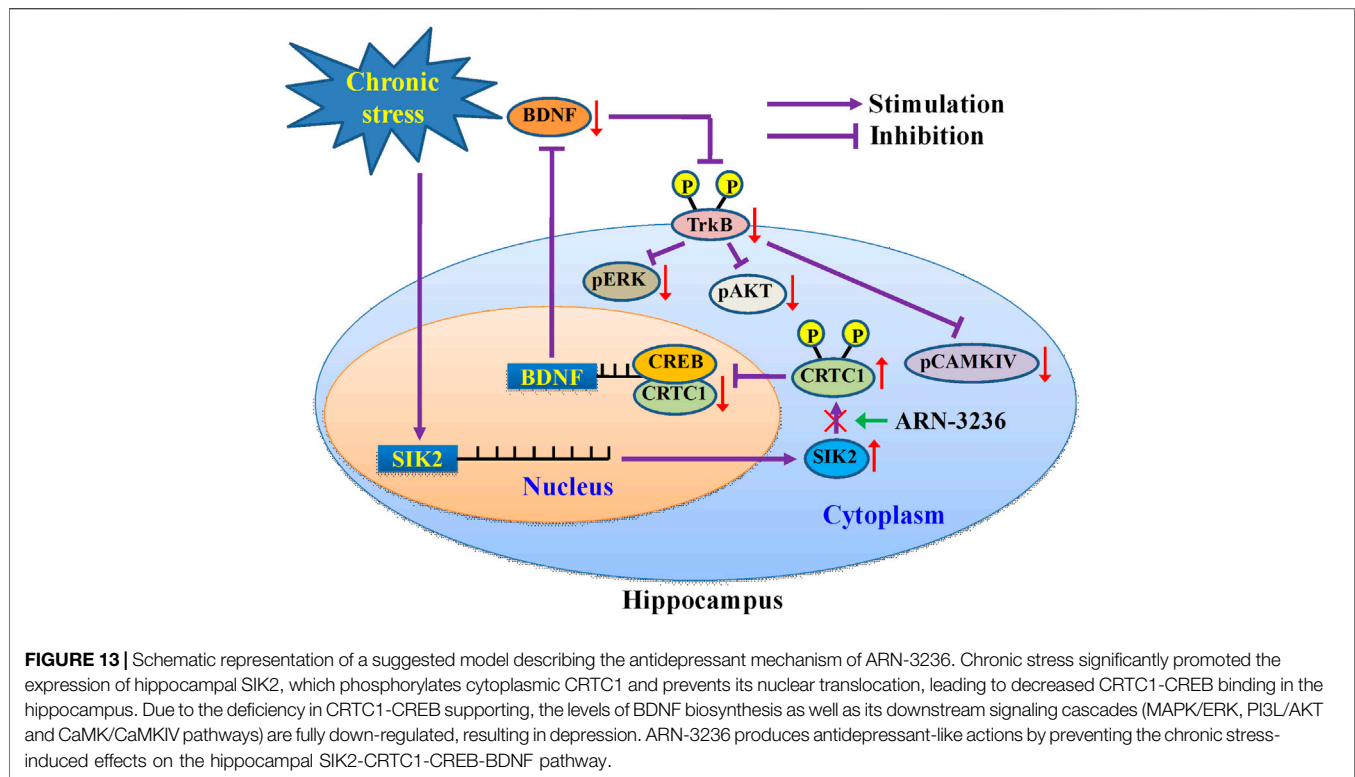 Chronic
stress
BDNF
Stimulation
Inhibition
P P
TrkB
pERK
pAKT
P P
CREB
BDNF
CRTC1
CRTC1
pCAMKIV
ARN-3236
SIK2
SIK2
Nucleus
Cytoplasm
Hippocampus
FIGURE 13 | Schematic representation of a suggested model describing the antidepressant mechanism of ARN-3236. Chronic stress significantly promoted the
expression of hippocampal SIK2, which phosphorylates cytoplasmic CRTC1 and prevents its nuclear translocation, leading to decreased CRTC1-CREB binding in the
hippocampus. Due to the deficiency in CRTC1-CREB supporting, the levels of BDNF biosynthesis as well as its downstream signaling cascades (MAPK/ERK, PI3L/AKT
and CaMK/CaMKIV pathways) are fully down-regulated, resulting in depression. ARN-3236 produces antidepressant-like actions by preventing the chronic stress-
induced effects on the hippocampal SIK2-CRTC1-CREB-BDNF pathway.